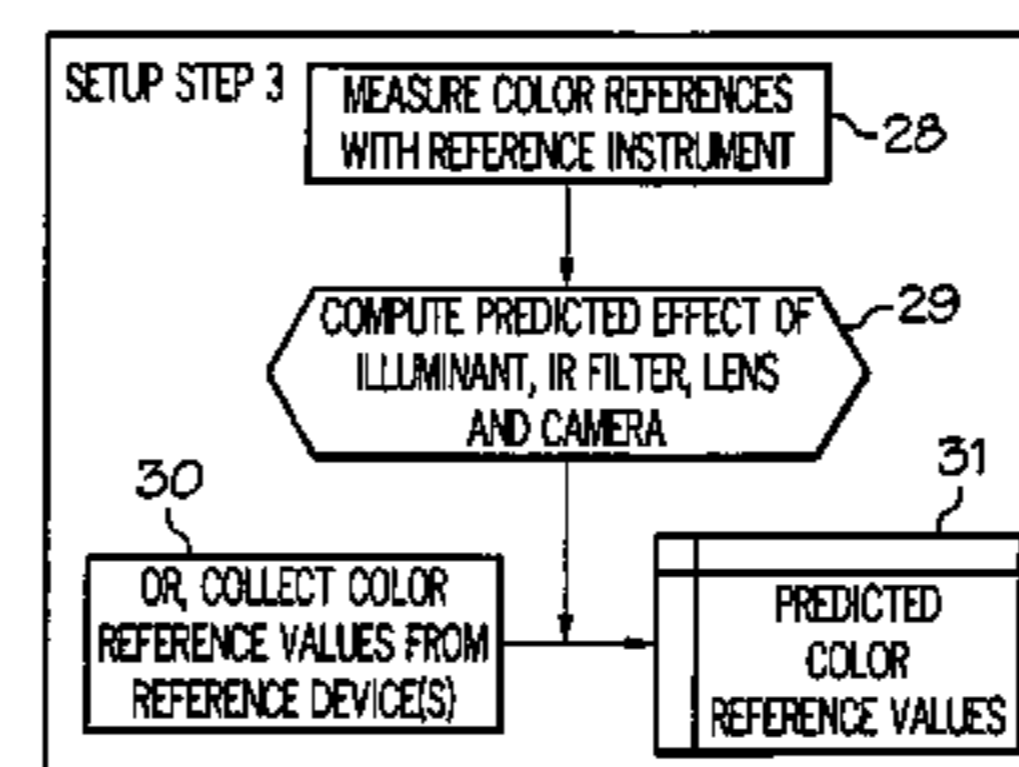 SETUP STEP 3
MEASURE COLOR REFERENCES
WITH REFERENCE INSTRUMENT
28
COMPUTE PREDICTED EFFECT OF
ILLUMINANT, IR FILTER, LENS
AND CAMERA
29
30
OR, COLLECT COLOR
REFERENCE VALUES FROM
REFERENCE DEVICE(S)
31
PREDICTED
COLOR
REFERENCE VALUES